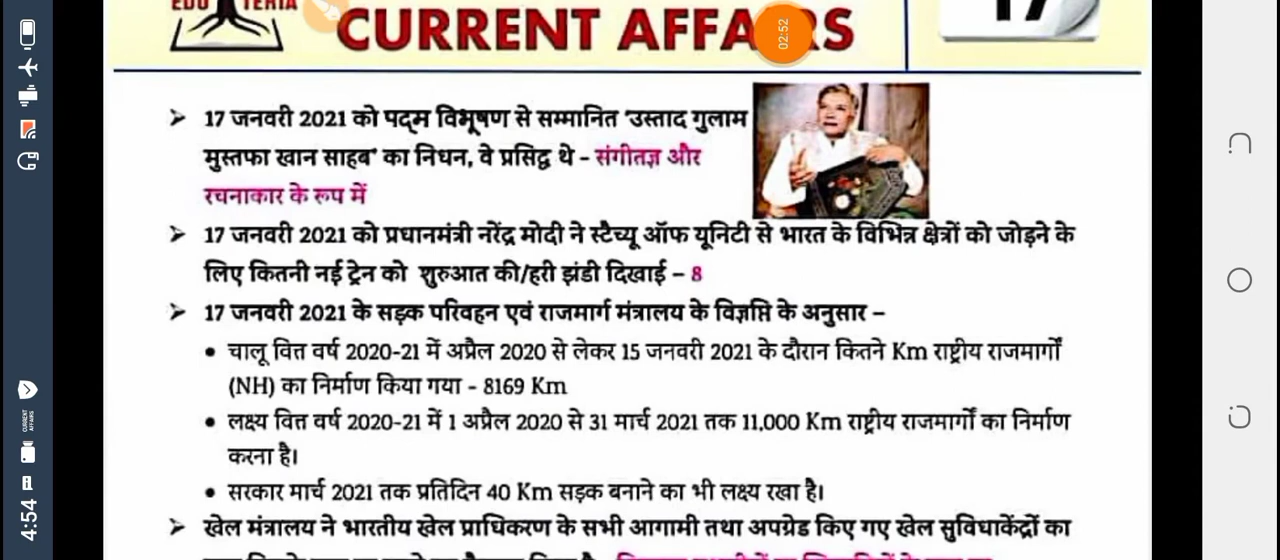 EDU TERIA
CURRENT AFFAIRS
17
02:52
➤ 17 जनवरी 2021 को पद्म विभूषण से सम्मानित 'उस्ताद गुलाम
मुस्तफा खान साहब' का निधन, वे प्रसिद्ध थे - संगीतज्ञ और
रचनाकार के रूप में
➤ 17 जनवरी 2021 को प्रधानमंत्री नरेंद्र मोदी ने स्टैच्यू ऑफ यूनिटी से भारत के विभिन्न क्षेत्रों को जोड़ने के
लिए कितनी नई ट्रेन को शुरुआत की/हरी झंडी दिखाई – 8
➤ 17 जनवरी 2021 के सड़क परिवहन एवं राजमार्ग मंत्रालय के विज्ञप्ति के अनुसार –
• चालू वित्त वर्ष 2020-21 में अप्रैल 2020 से लेकर 15 जनवरी 2021 के दौरान कितने Km राष्ट्रीय राजमार्गों
(NH) का निर्माण किया गया - 8169 Km
• लक्ष्य वित्त वर्ष 2020-21 में 1 अप्रैल 2020 से 31 मार्च 2021 तक 11,000 Km राष्ट्रीय राजमार्गों का निर्माण
करना है।
• सरकार मार्च 2021 तक प्रतिदिन 40 Km सड़क बनाने का भी लक्ष्य रखा है।
➤ खेल मंत्रालय ने भारतीय खेल प्राधिकरण के सभी आगामी तथा अपग्रेड किए गए खेल सुविधाकेंद्रों का
4:54
CURRENT
AFFAIRS